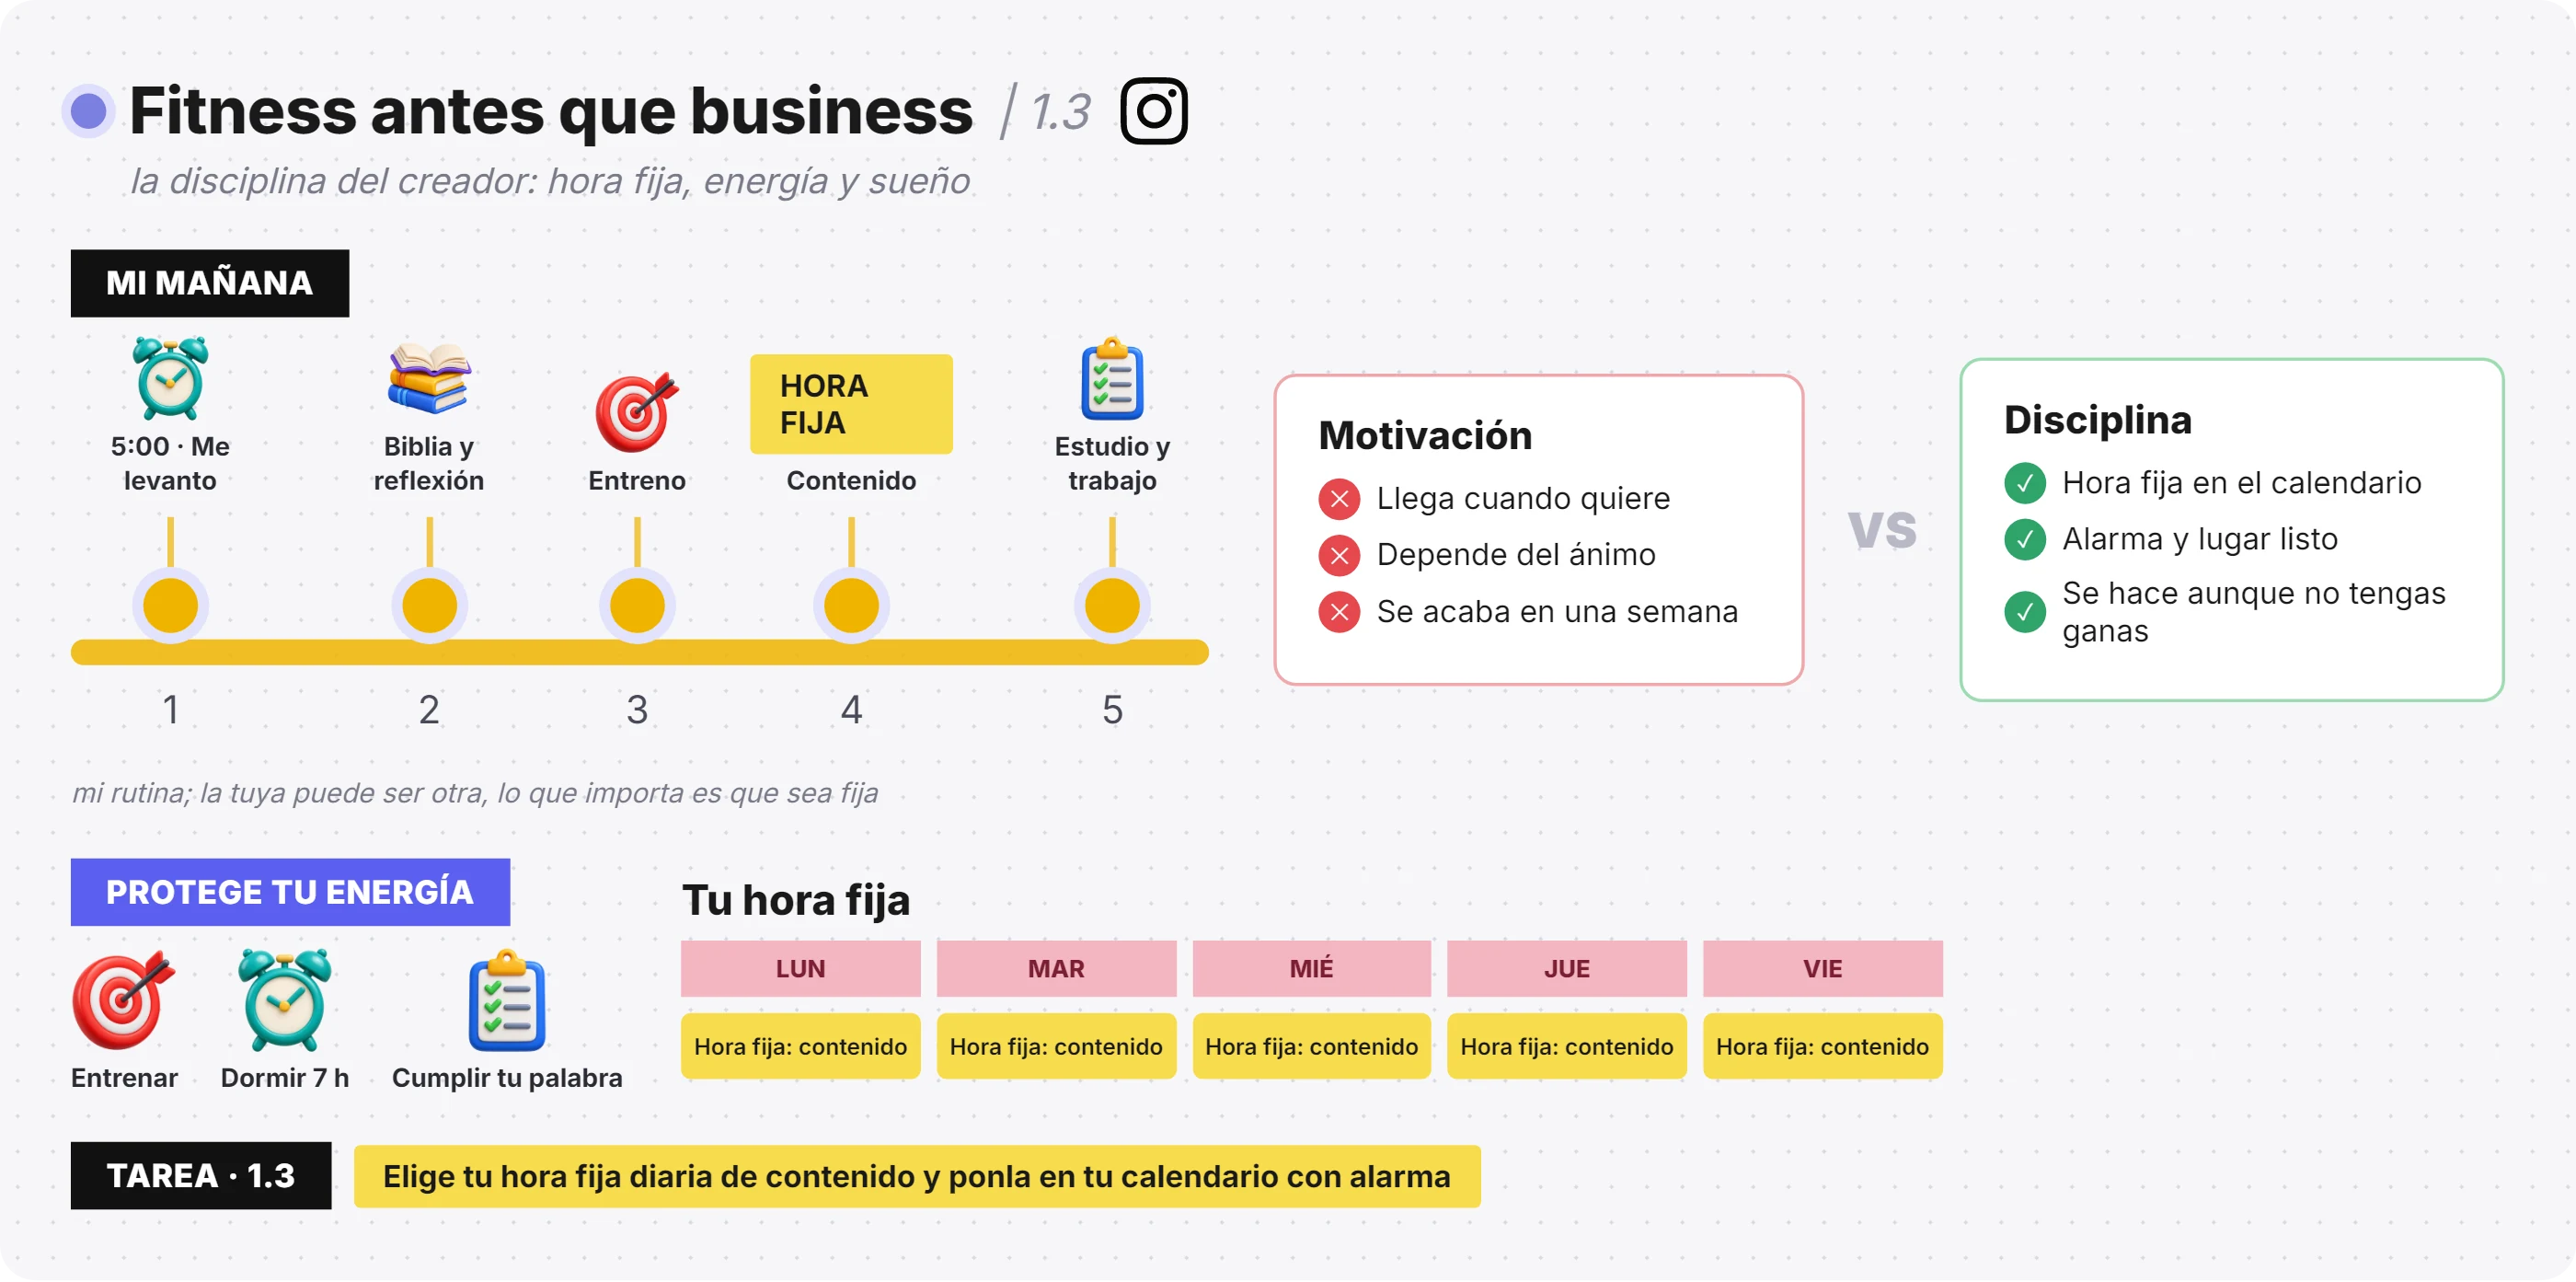 Fitness antes que business / 1.3
la disciplina del creador: hora fija, energía y sueño
MI MAÑANA
5:00 · Me
levanto
Biblia y
reflexión
Entreno
HORA
FIJA
Contenido
Estudio y
trabajo
1
2
3
4
5
mi rutina; la tuya puede ser otra, lo que importa es que sea fija
Motivación
Llega cuando quiere
Depende del ánimo
Se acaba en una semana
VS
Disciplina
Hora fija en el calendario
Alarma y lugar listo
Se hace aunque no tengas
ganas
PROTEGE TU ENERGÍA
Entrenar
Dormir 7 h
Cumplir tu palabra
Tu hora fija
LUN
MAR
MIÉ
JUE
VIE
Hora fija: contenido
Hora fija: contenido
Hora fija: contenido
Hora fija: contenido
Hora fija: contenido
TAREA · 1.3
Elige tu hora fija diaria de contenido y ponla en tu calendario con alarma